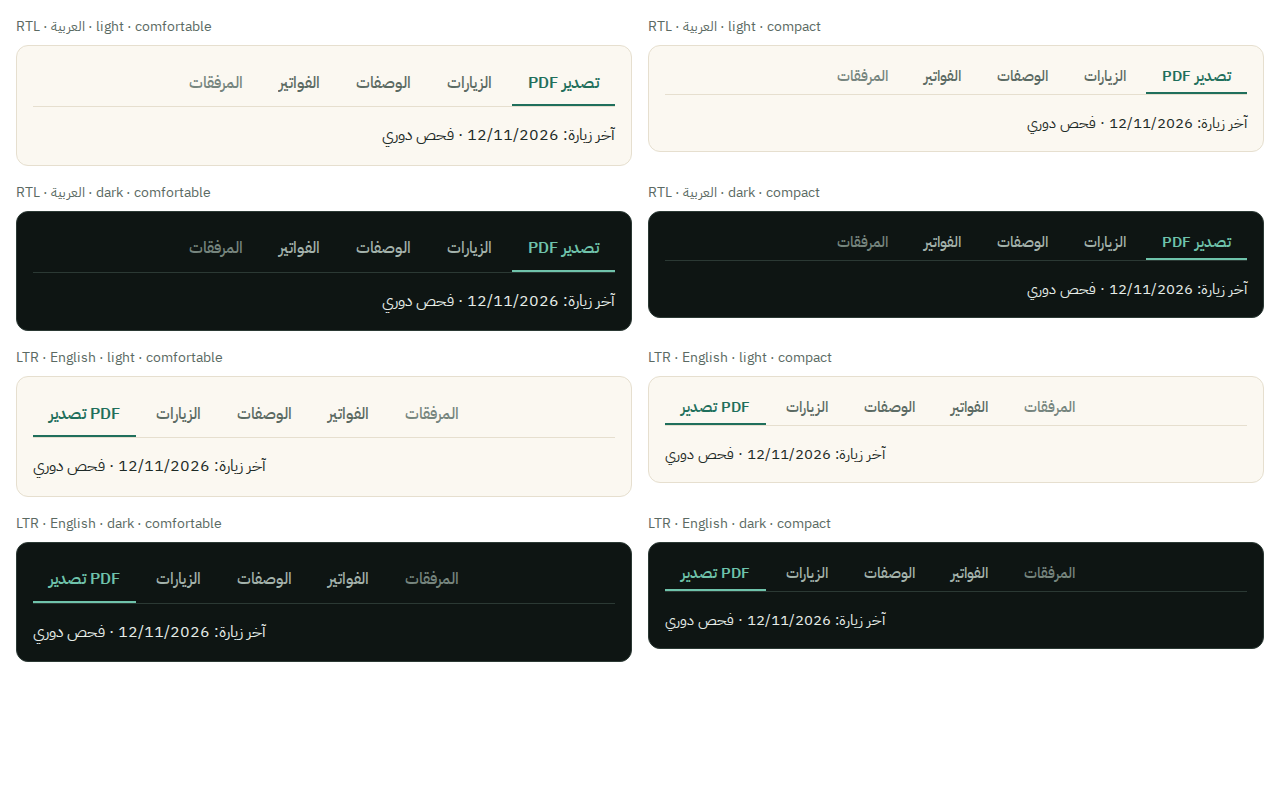 RTL · العربية · light · comfortable
تصدير PDF الزيارات الوصفات الفواتير المرفقات
آخر زيارة: 12/11/2026 · فحص دوري
RTL · العربية · light · compact
تصدير PDF الزيارات الوصفات الفواتير المرفقات
آخر زيارة: 12/11/2026 · فحص دوري
RTL · العربية · dark · comfortable
تصدير PDF الزيارات الوصفات الفواتير المرفقات
آخر زيارة: 12/11/2026 · فحص دوري
RTL · العربية · dark · compact
تصدير PDF الزيارات الوصفات الفواتير المرفقات
آخر زيارة: 12/11/2026 · فحص دوري
LTR · English · light · comfortable
تصدير PDF الزيارات الوصفات الفواتير المرفقات
آخر زيارة: 12/11/2026 · فحص دوري
LTR · English · light · compact
تصدير PDF الزيارات الوصفات الفواتير المرفقات
آخر زيارة: 12/11/2026 · فحص دوري
LTR · English · dark · comfortable
تصدير PDF الزيارات الوصفات الفواتير المرفقات
آخر زيارة: 12/11/2026 · فحص دوري
LTR · English · dark · compact
تصدير PDF الزيارات الوصفات الفواتير المرفقات
آخر زيارة: 12/11/2026 · فحص دوري